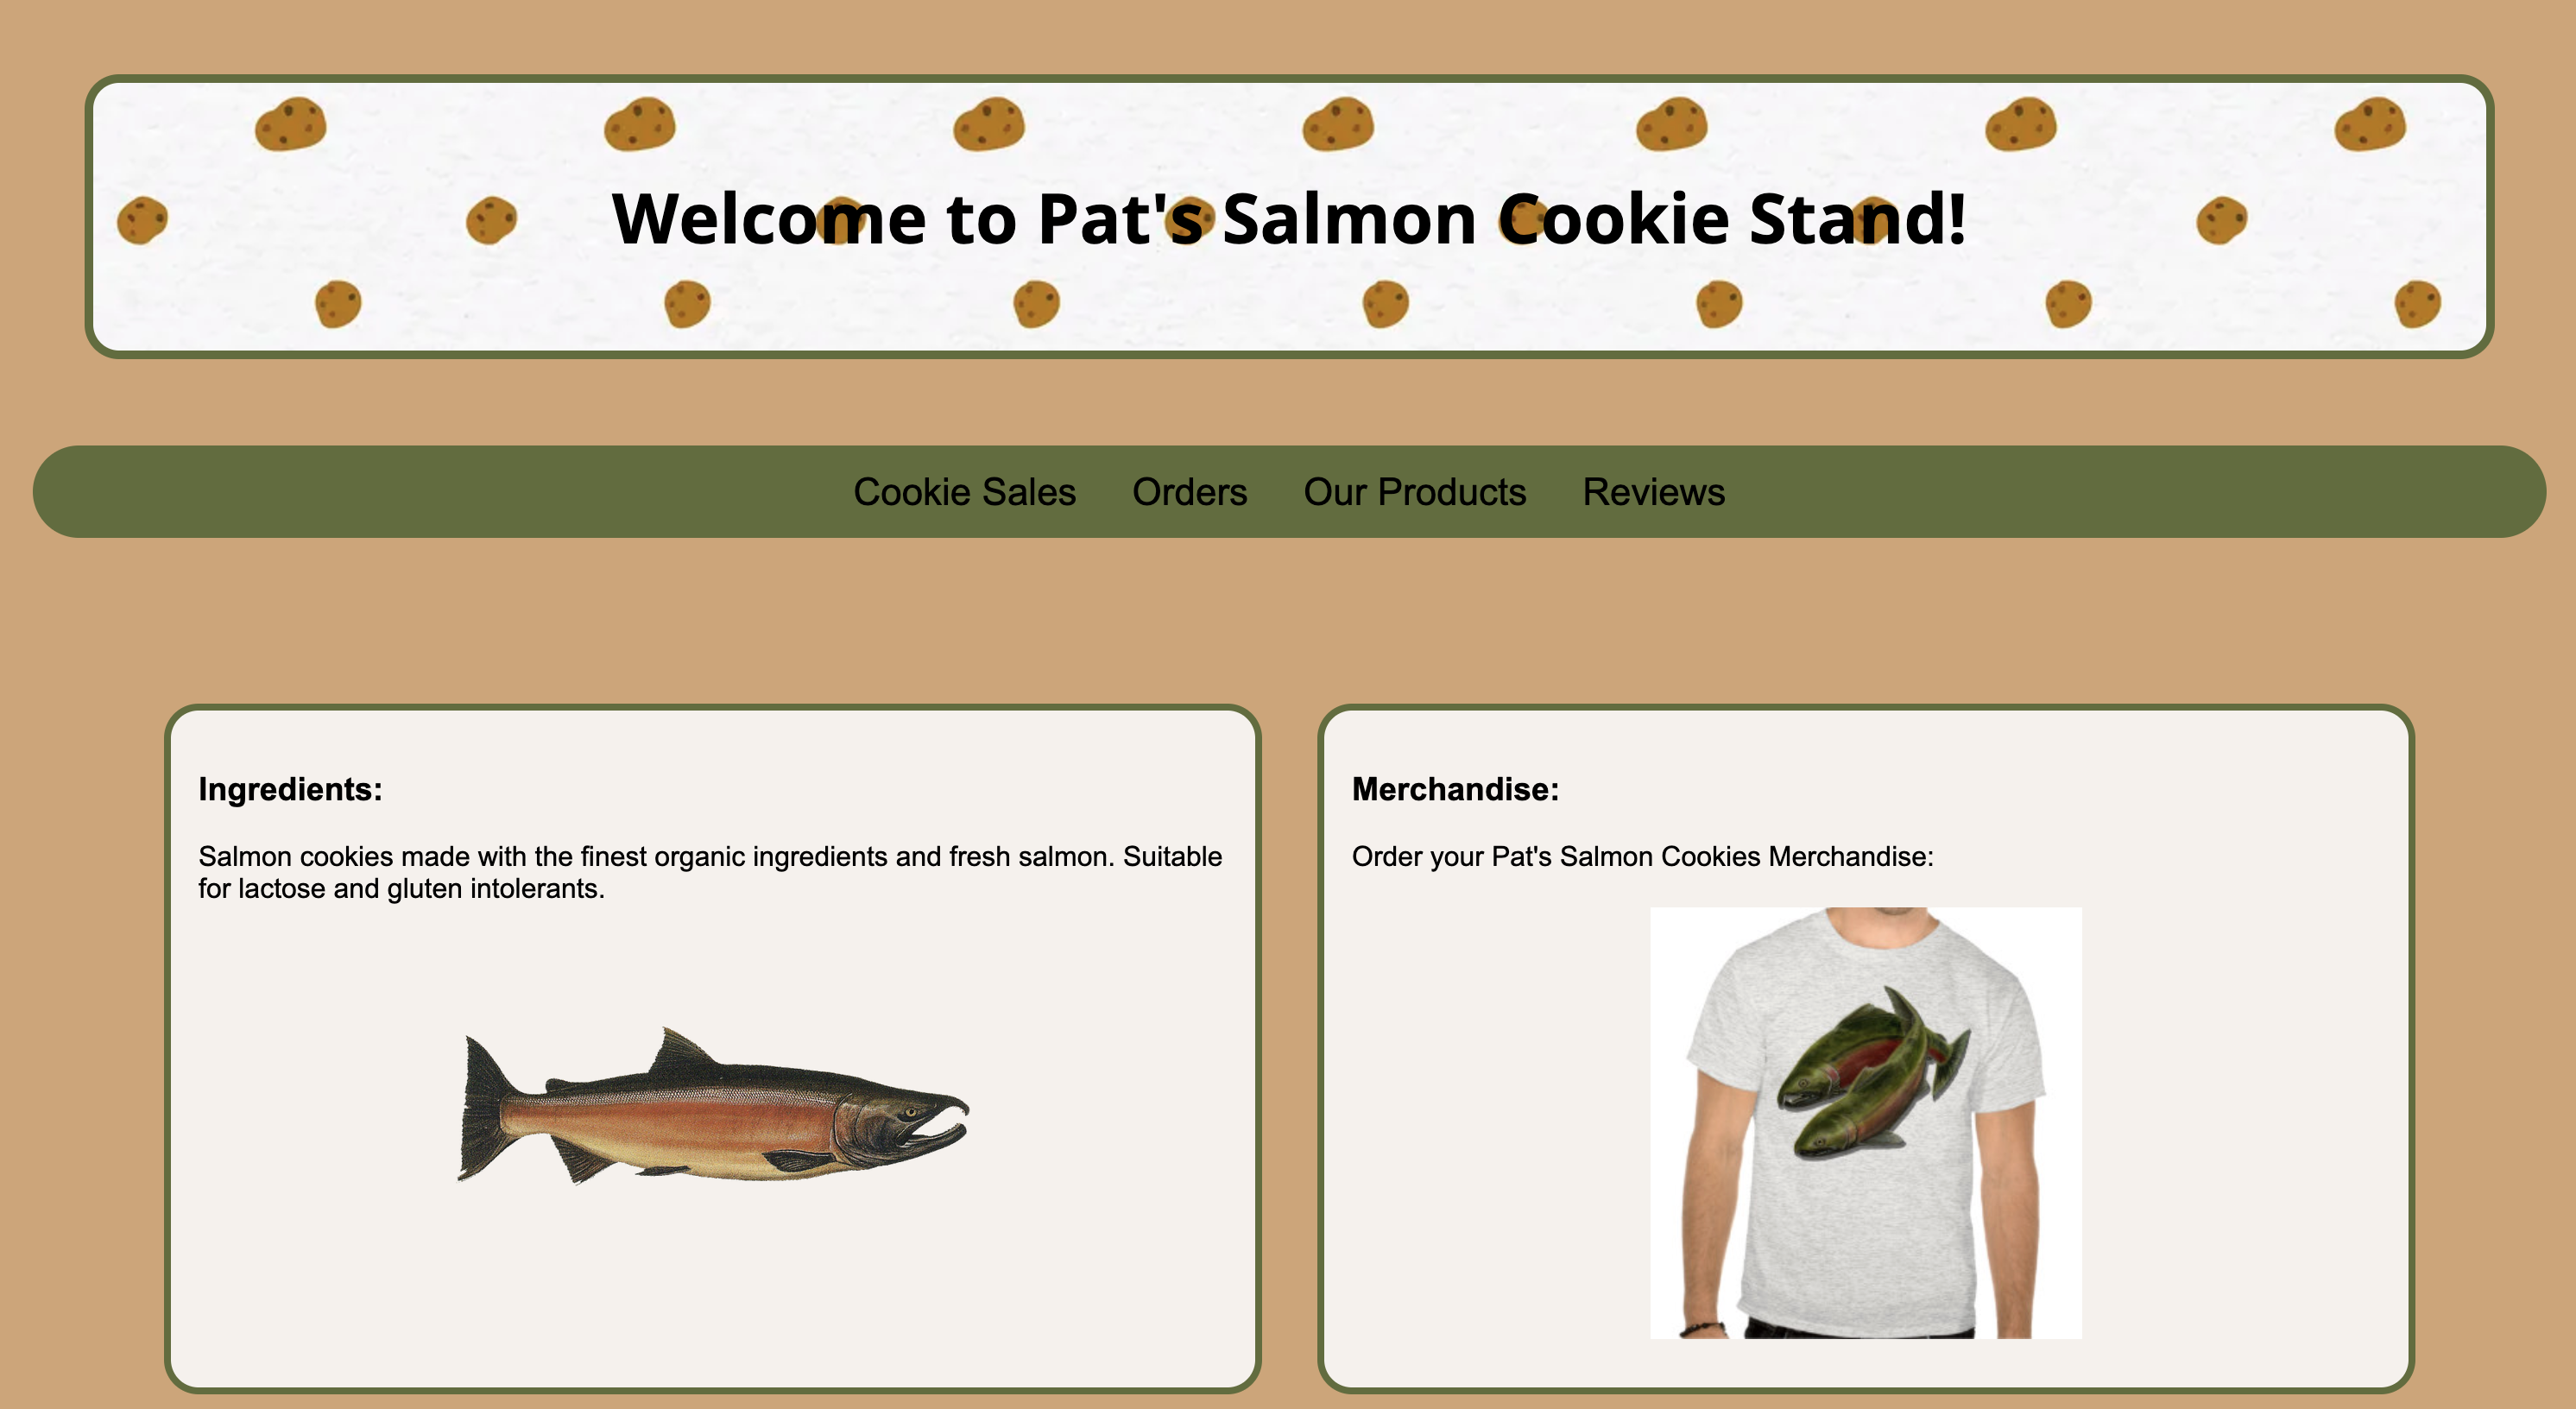 Welcome to Pat's Salmon Cookie Stand!
Cookie Sales Orders Our Products Reviews
Ingredients:
Salmon cookies made with the finest organic ingredients and fresh salmon. Suitable
for lactose and gluten intolerants.
Merchandise:
Order your Pat's Salmon Cookies Merchandise: